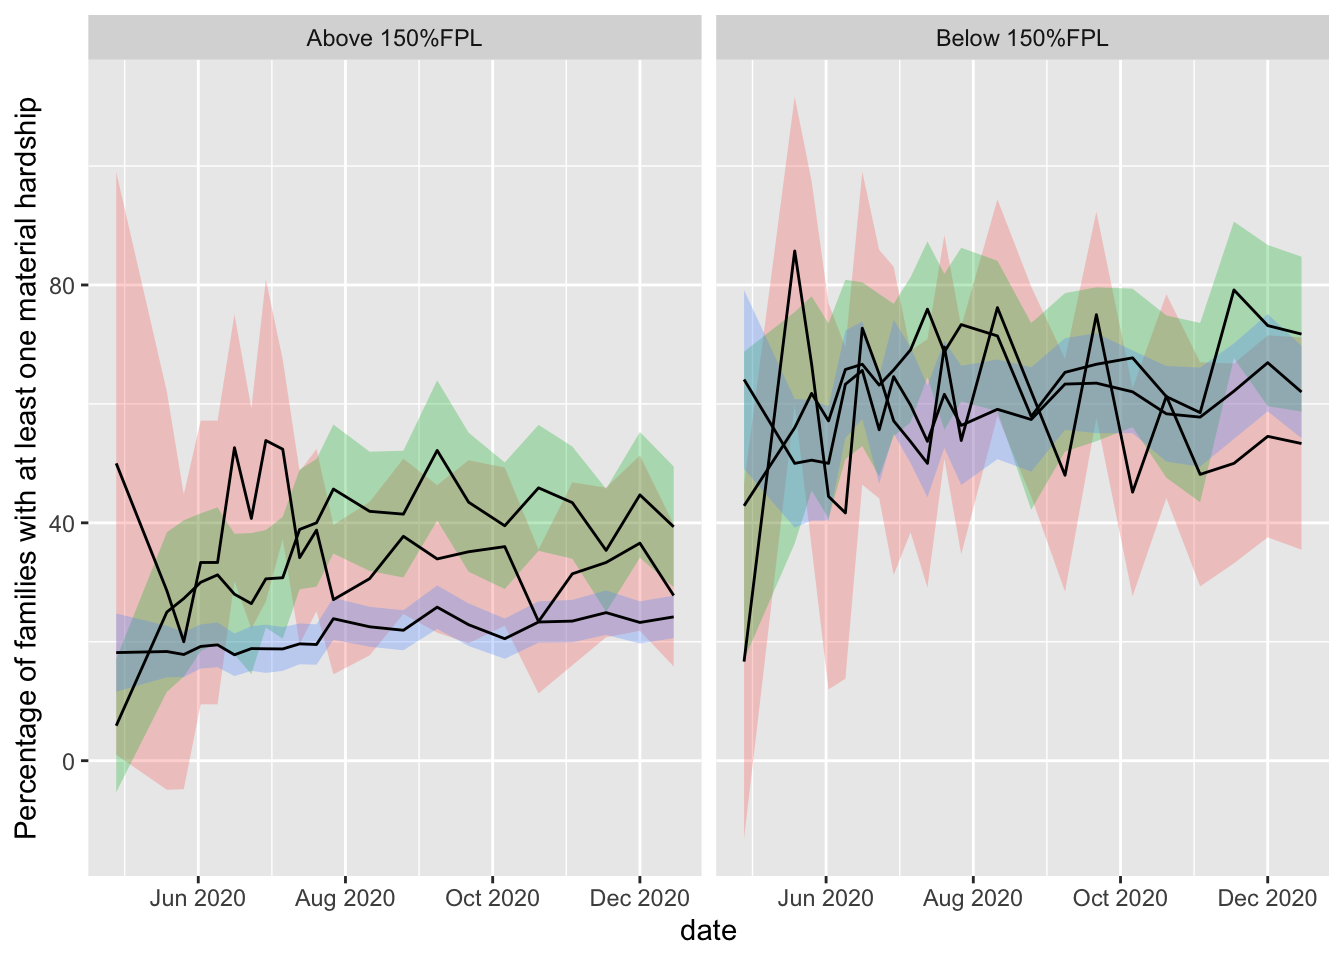 Above 150%FPL
Below 150%FPL
Percentage of families with at least one material hardship
80
40
0
Jun 2020
Aug 2020
Oct 2020
Dec 2020
Jun 2020
Aug 2020
Oct 2020
Dec 2020
date